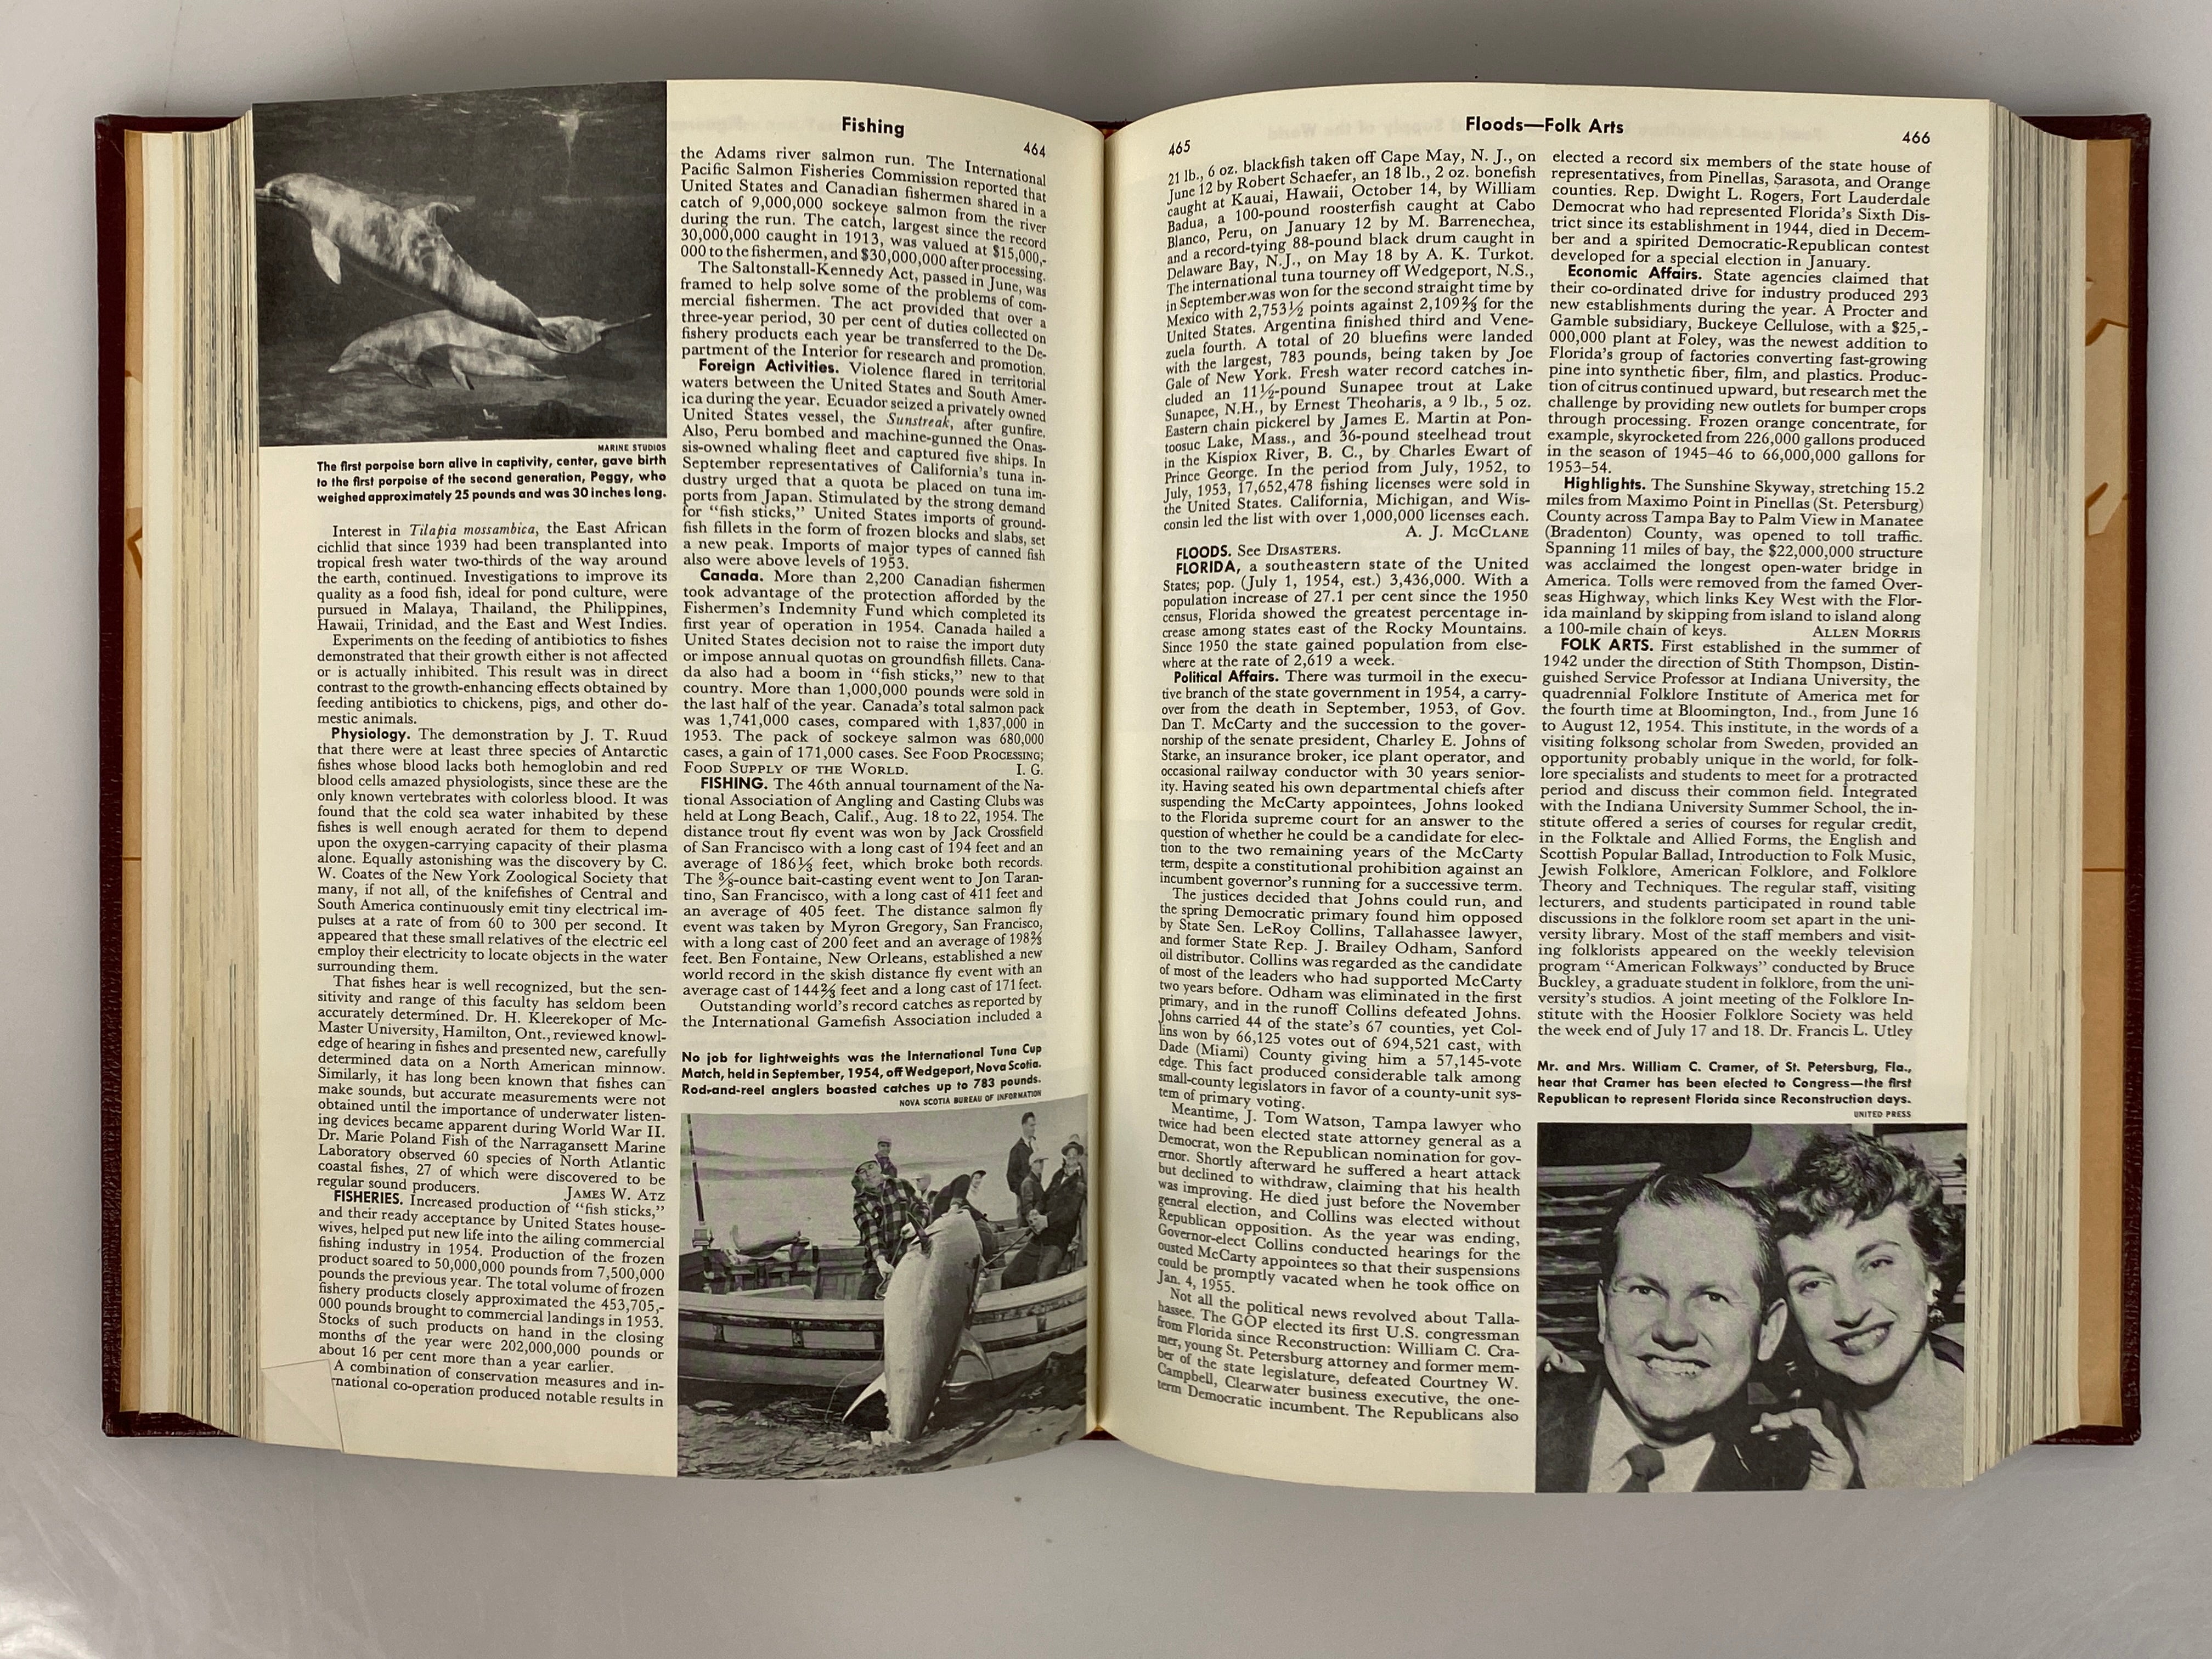 MARINE STUDIOS
The first porpoise born alive in captivity, center, gave birth
to the first porpoise of the second generation, Peggy, who
weighed approximately 25 pounds and was 30 inches long.
Interest in Tilapia mossambica, the East African
cichlid that since 1939 had been transplanted into
tropical fresh water two-thirds of the way around
the earth, continued. Investigations to improve its
quality as a food fish, ideal for pond culture, were
pursued in Malaya, Thailand, the Philippines,
Hawaii, Trinidad, and the East and West Indies.
Experiments on the feeding of antibiotics to fishes
demonstrated that their growth either is not affected
or is actually inhibited. This result was in direct
contrast to the growth-enhancing effects obtained by
feeding antibiotics to chickens, pigs, and other do-
mestic animals.
Physiology. The demonstration by J. T. Ruud
that there were at least three species of Antarctic
fishes whose blood lacks both hemoglobin and red
blood cells amazed physiologists, since these are the
only known vertebrates with colorless blood. It was
found that the cold sea water inhabited by these
fishes is well enough aerated for them to depend
upon the oxygen-carrying capacity of their plasma
alone. Equally astonishing was the discovery by C.
W. Coates of the New York Zoological Society that
many, if not all, of the knifefishes of Central and
South America continuously emit tiny electrical im-
pulses at a rate of from 60 to 300 per second. It
appeared that these small relatives of the electric eel
employ their electricity to locate objects in the water
surrounding them.
That fishes hear is well recognized, but the sen-
sitivity and range of this faculty has seldom been
accurately determined. Dr. H. Kleerekoper of Mc-
Master University, Hamilton, Ont., reviewed knowl-
edge of hearing in fishes and presented new, carefully
determined data on a North American minnow.
Similarly, it has long been known that fishes can
make sounds, but accurate measurements were not
obtained until the importance of underwater listen-
ing devices became apparent during World War II.
Dr. Marie Poland Fish of the Narragansett Marine
Laboratory observed 60 species of North Atlantic
coastal fishes, 27 of which were discovered to be
regular sound producers. JAMES W. ATZ
FISHERIES. Increased production of "fish sticks,"
and their ready acceptance by United States house-
wives, helped put new life into the ailing commercial
fishing industry in 1954. Production of the frozen
product soared to 50,000,000 pounds from 7,500,000
pounds the previous year. The total volume of frozen
fishery products closely approximated the 453,705,-
000 pounds brought to commercial landings in 1953.
Stocks of such products on hand in the closing
months of the year were 202,000,000 pounds or
about 16 per cent more than a year earlier.
A combination of conservation measures and in-
rnational co-operation produced notable results in
Fishing
464
the Adams river salmon run. The International
Pacific Salmon Fisheries Commission reported that
United States and Canadian fishermen shared in a
catch of 9,000,000 sockeye salmon from the river
during the run. The catch, largest since the record
30,000,000 caught in 1913, was valued at $15,000,-
000 to the fishermen, and $30,000,000 after processing.
The Saltonstall-Kennedy Act, passed in June, was
framed to help solve some of the problems of com-
mercial fishermen. The act provided that over a
three-year period, 30 per cent of duties collected on
fishery products each year be transferred to the De-
partment of the Interior for research and promotion.
Foreign Activities. Violence flared in territorial
waters between the United States and South Amer-
ica during the year. Ecuador seized a privately owned
United States vessel, the Sunstreak, after gunfire.
Also, Peru bombed and machine-gunned the Onas-
sis-owned whaling fleet and captured five ships. In
September representatives of California's tuna in-
dustry urged that a quota be placed on tuna im-
ports from Japan. Stimulated by the strong demand
for "fish sticks," United States imports of ground-
fish fillets in the form of frozen blocks and slabs, set
a new peak. Imports of major types of canned fish
also were above levels of 1953.
Canada. More than 2,200 Canadian fishermen
took advantage of the protection afforded by the
Fishermen's Indemnity Fund which completed its
first year of operation in 1954. Canada hailed a
United States decision not to raise the import duty
or impose annual quotas on groundfish fillets. Cana-
da also had a boom in "fish sticks," new to that
country. More than 1,000,000 pounds were sold in
the last half of the year. Canada's total salmon pack
was 1,741,000 cases, compared with 1,837,000 in
1953. The pack of sockeye salmon was 680,000
cases, a gain of 171,000 cases. See FOOD PROCESSING;
FOOD SUPPLY OF THE WORLD. I. G.
FISHING. The 46th annual tournament of the Na-
tional Association of Angling and Casting Clubs was
held at Long Beach, Calif., Aug. 18 to 22, 1954. The
distance trout fly event was won by Jack Crossfield
of San Francisco with a long cast of 194 feet and an
average of 186⅓ feet, which broke both records.
The ⅜-ounce bait-casting event went to Jon Taran-
tino, San Francisco, with a long cast of 411 feet and
an average of 405 feet. The distance salmon fly
event was taken by Myron Gregory, San Francisco,
with a long cast of 200 feet and an average of 198⅔
feet. Ben Fontaine, New Orleans, established a new
world record in the skish distance fly event with an
average cast of 144⅔ feet and a long cast of 171 feet.
Outstanding world's record catches as reported by
the International Gamefish Association included a
No job for lightweights was the International Tuna Cup
Match, held in September, 1954, off Wedgeport, Nova Scotia.
Rod-and-reel anglers boasted catches up to 783 pounds.
NOVA SCOTIA BUREAU OF INFORMATION
Floods—Folk Arts
465
21 lb., 6 oz. blackfish taken off Cape May, N. J., on
June 12 by Robert Schaefer, an 18 lb., 2 oz. bonefish
caught at Kauai, Hawaii, October 14, by William
Badua, a 100-pound roosterfish caught at Cabo
Blanco, Peru, on January 12 by M. Barrenechea,
and a record-tying 88-pound black drum caught in
Delaware Bay, N.J., on May 18 by A. K. Turkot.
The international tuna tourney off Wedgeport, N.S.,
in September was won for the second straight time by
Mexico with 2,753½ points against 2,109⅔ for the
United States. Argentina finished third and Vene-
zuela fourth. A total of 20 bluefins were landed
with the largest, 783 pounds, being taken by Joe
Gale of New York. Fresh water record catches in-
cluded an 11½-pound Sunapee trout at Lake
Sunapee, N.H., by Ernest Theoharis, a 9 lb., 5 oz.
Eastern chain pickerel by James E. Martin at Pon-
toosuc Lake, Mass., and 36-pound steelhead trout
in the Kispiox River, B. C., by Charles Ewart of
Prince George. In the period from July, 1952, to
July, 1953, 17,652,478 fishing licenses were sold in
the United States. California, Michigan, and Wis-
consin led the list with over 1,000,000 licenses each.
A. J. MCCLANE
FLOODS. See DISASTERS.
FLORIDA, a southeastern state of the United
States; pop. (July 1, 1954, est.) 3,436,000. With a
population increase of 27.1 per cent since the 1950
census, Florida showed the greatest percentage in-
crease among states east of the Rocky Mountains.
Since 1950 the state gained population from else-
where at the rate of 2,619 a week.
Political Affairs. There was turmoil in the execu-
tive branch of the state government in 1954, a carry-
over from the death in September, 1953, of Gov.
Dan T. McCarty and the succession to the gover-
norship of the senate president, Charley E. Johns of
Starke, an insurance broker, ice plant operator, and
occasional railway conductor with 30 years senior-
ity. Having seated his own departmental chiefs after
suspending the McCarty appointees, Johns looked
to the Florida supreme court for an answer to the
question of whether he could be a candidate for elec-
tion to the two remaining years of the McCarty
term, despite a constitutional prohibition against an
incumbent governor's running for a successive term.
The justices decided that Johns could run, and
the spring Democratic primary found him opposed
by State Sen. LeRoy Collins, Tallahassee lawyer,
and former State Rep. J. Brailey Odham, Sanford
oil distributor. Collins was regarded as the candidate
of most of the leaders who had supported McCarty
two years before. Odham was eliminated in the first
primary, and in the runoff Collins defeated Johns.
Johns carried 44 of the state's 67 counties, yet Col-
lins won by 66,125 votes out of 694,521 cast, with
Dade (Miami) County giving him a 57,145-vote
edge. This fact produced considerable talk among
small-county legislators in favor of a county-unit sys-
tem of primary voting.
Meantime, J. Tom Watson, Tampa lawyer who
twice had been elected state attorney general as a
Democrat, won the Republican nomination for gov-
ernor. Shortly afterward he suffered a heart attack
but declined to withdraw, claiming that his health
was improving. He died just before the November
general election, and Collins was elected without
Republican opposition. As the year was ending,
Governor-elect Collins conducted hearings for the
ousted McCarty appointees so that their suspensions
could be promptly vacated when he took office on
Jan. 4, 1955.
Not all the political news revolved about Talla-
hassee. The GOP elected its first U.S. congressman
from Florida since Reconstruction: William C. Cra-
mer, young St. Petersburg attorney and former mem-
ber of the state legislature, defeated Courtney W.
Campbell, Clearwater business executive, the one-
term Democratic incumbent. The Republicans also
466
elected a record six members of the state house of
representatives, from Pinellas, Sarasota, and Orange
counties. Rep. Dwight L. Rogers, Fort Lauderdale
Democrat who had represented Florida's Sixth Dis-
trict since its establishment in 1944, died in Decem-
ber and a spirited Democratic-Republican contest
developed for a special election in January.
Economic Affairs. State agencies claimed that
their co-ordinated drive for industry produced 293
new establishments during the year. A Procter and
Gamble subsidiary, Buckeye Cellulose, with a $25,-
000,000 plant at Foley, was the newest addition to
Florida's group of factories converting fast-growing
pine into synthetic fiber, film, and plastics. Produc-
tion of citrus continued upward, but research met the
challenge by providing new outlets for bumper crops
through processing. Frozen orange concentrate, for
example, skyrocketed from 226,000 gallons produced
in the season of 1945–46 to 66,000,000 gallons for
1953–54.
Highlights. The Sunshine Skyway, stretching 15.2
miles from Maximo Point in Pinellas (St. Petersburg)
County across Tampa Bay to Palm View in Manatee
(Bradenton) County, was opened to toll traffic.
Spanning 11 miles of bay, the $22,000,000 structure
was acclaimed the longest open-water bridge in
America. Tolls were removed from the famed Over-
seas Highway, which links Key West with the Flor-
ida mainland by skipping from island to island along
a 100-mile chain of keys. ALLEN MORRIS
FOLK ARTS. First established in the summer of
1942 under the direction of Stith Thompson, Distin-
guished Service Professor at Indiana University, the
quadrennial Folklore Institute of America met for
the fourth time at Bloomington, Ind., from June 16
to August 12, 1954. This institute, in the words of a
visiting folksong scholar from Sweden, provided an
opportunity probably unique in the world, for folk-
lore specialists and students to meet for a protracted
period and discuss their common field. Integrated
with the Indiana University Summer School, the in-
stitute offered a series of courses for regular credit,
in the Folktale and Allied Forms, the English and
Scottish Popular Ballad, Introduction to Folk Music,
Jewish Folklore, American Folklore, and Folklore
Theory and Techniques. The regular staff, visiting
lecturers, and students participated in round table
discussions in the folklore room set apart in the uni-
versity library. Most of the staff members and visit-
ing folklorists appeared on the weekly television
program "American Folkways" conducted by Bruce
Buckley, a graduate student in folklore, from the uni-
versity's studios. A joint meeting of the Folklore In-
stitute with the Hoosier Folklore Society was held
the week end of July 17 and 18. Dr. Francis L. Utley
Mr. and Mrs. William C. Cramer, of St. Petersburg, Fla.,
hear that Cramer has been elected to Congress—the first
Republican to represent Florida since Reconstruction days.
UNITED PRESS